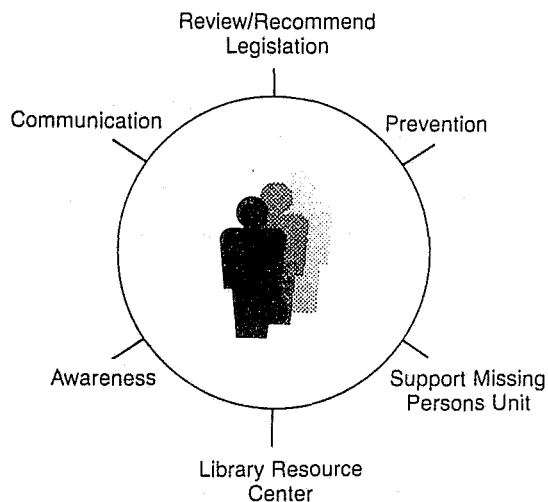 Review/Recommend
Legislation
Communication
Prevention
Awareness
Support Missing
Persons Unit
Library Resource
Center